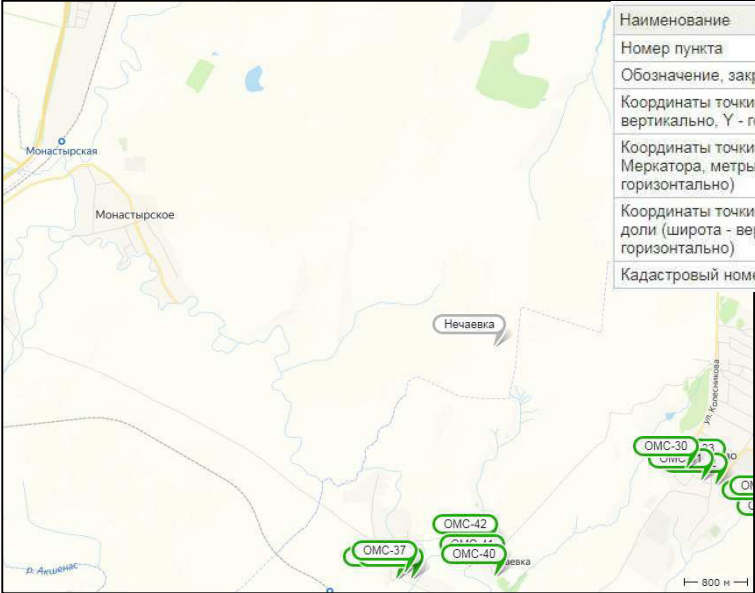 Наименование
Номер пункта
Обозначение, закр
Координаты точки
вертикально, Y - г
Координаты точки
Меркатора, метры
горизонтально)
Координаты точки
доли (широта - вер
горизонтально)
Кадастровый номе
Монастырская
Монастырское
Нечаевка
ул. Колесникова
ОМС-30
ОМС-42
ОМС-37
ОМС-40
аевка
р. Акшенас
800 м